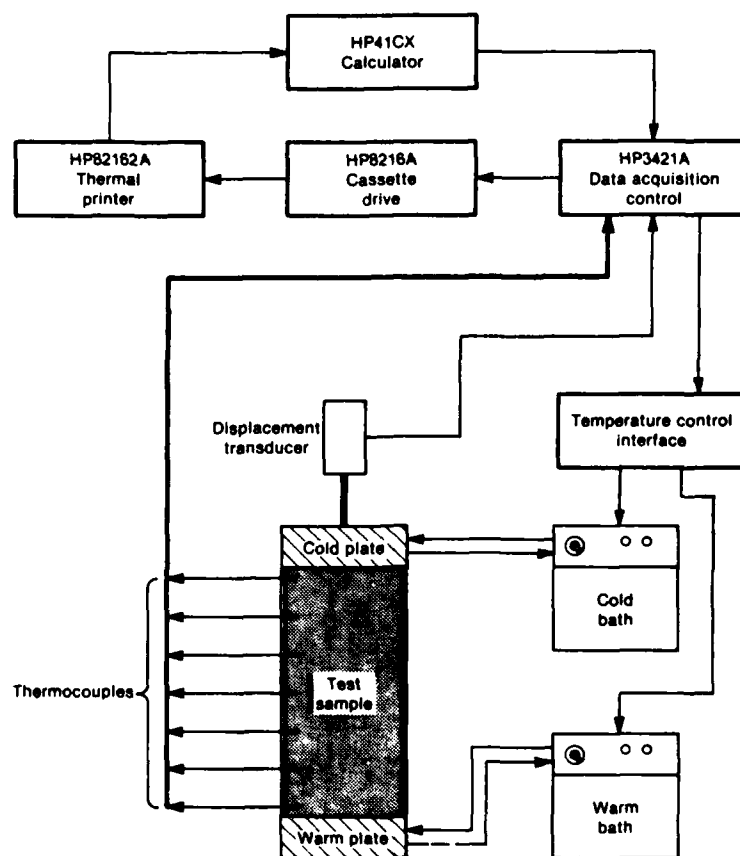 HP41CX
Calculator
HP82162A
Thermal
printer
HP8216A
Cassette
drive
HP3421A
Data acquisition
control
Displacement
transducer
Temperature control
interface
Cold plate
Cold
bath
Thermocouples
Test
sample
Warm plate
Warm
bath